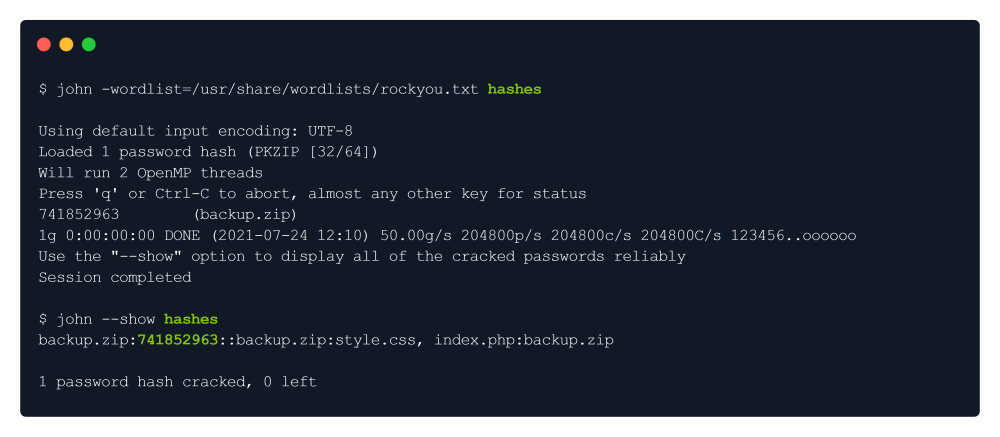 $ john -wordlist=/usr/share/wordlists/rockyou.txt hashes
Using default input encoding: UTF-8
Loaded 1 password hash (PKZIP [32/64])
Will run 2 OpenMP threads
Press 'q' or Ctrl-C to abort, almost any other key for status
741852963        (backup.zip)
1g 0:00:00:00 DONE (2021-07-24 12:10) 50.00g/s 204800p/s 204800c/s 204800C/s 123456..oooooo
Use the "--show" option to display all of the cracked passwords reliably
Session completed
$ john --show hashes
backup.zip:741852963::backup.zip:style.css, index.php:backup.zip
1 password hash cracked, 0 left